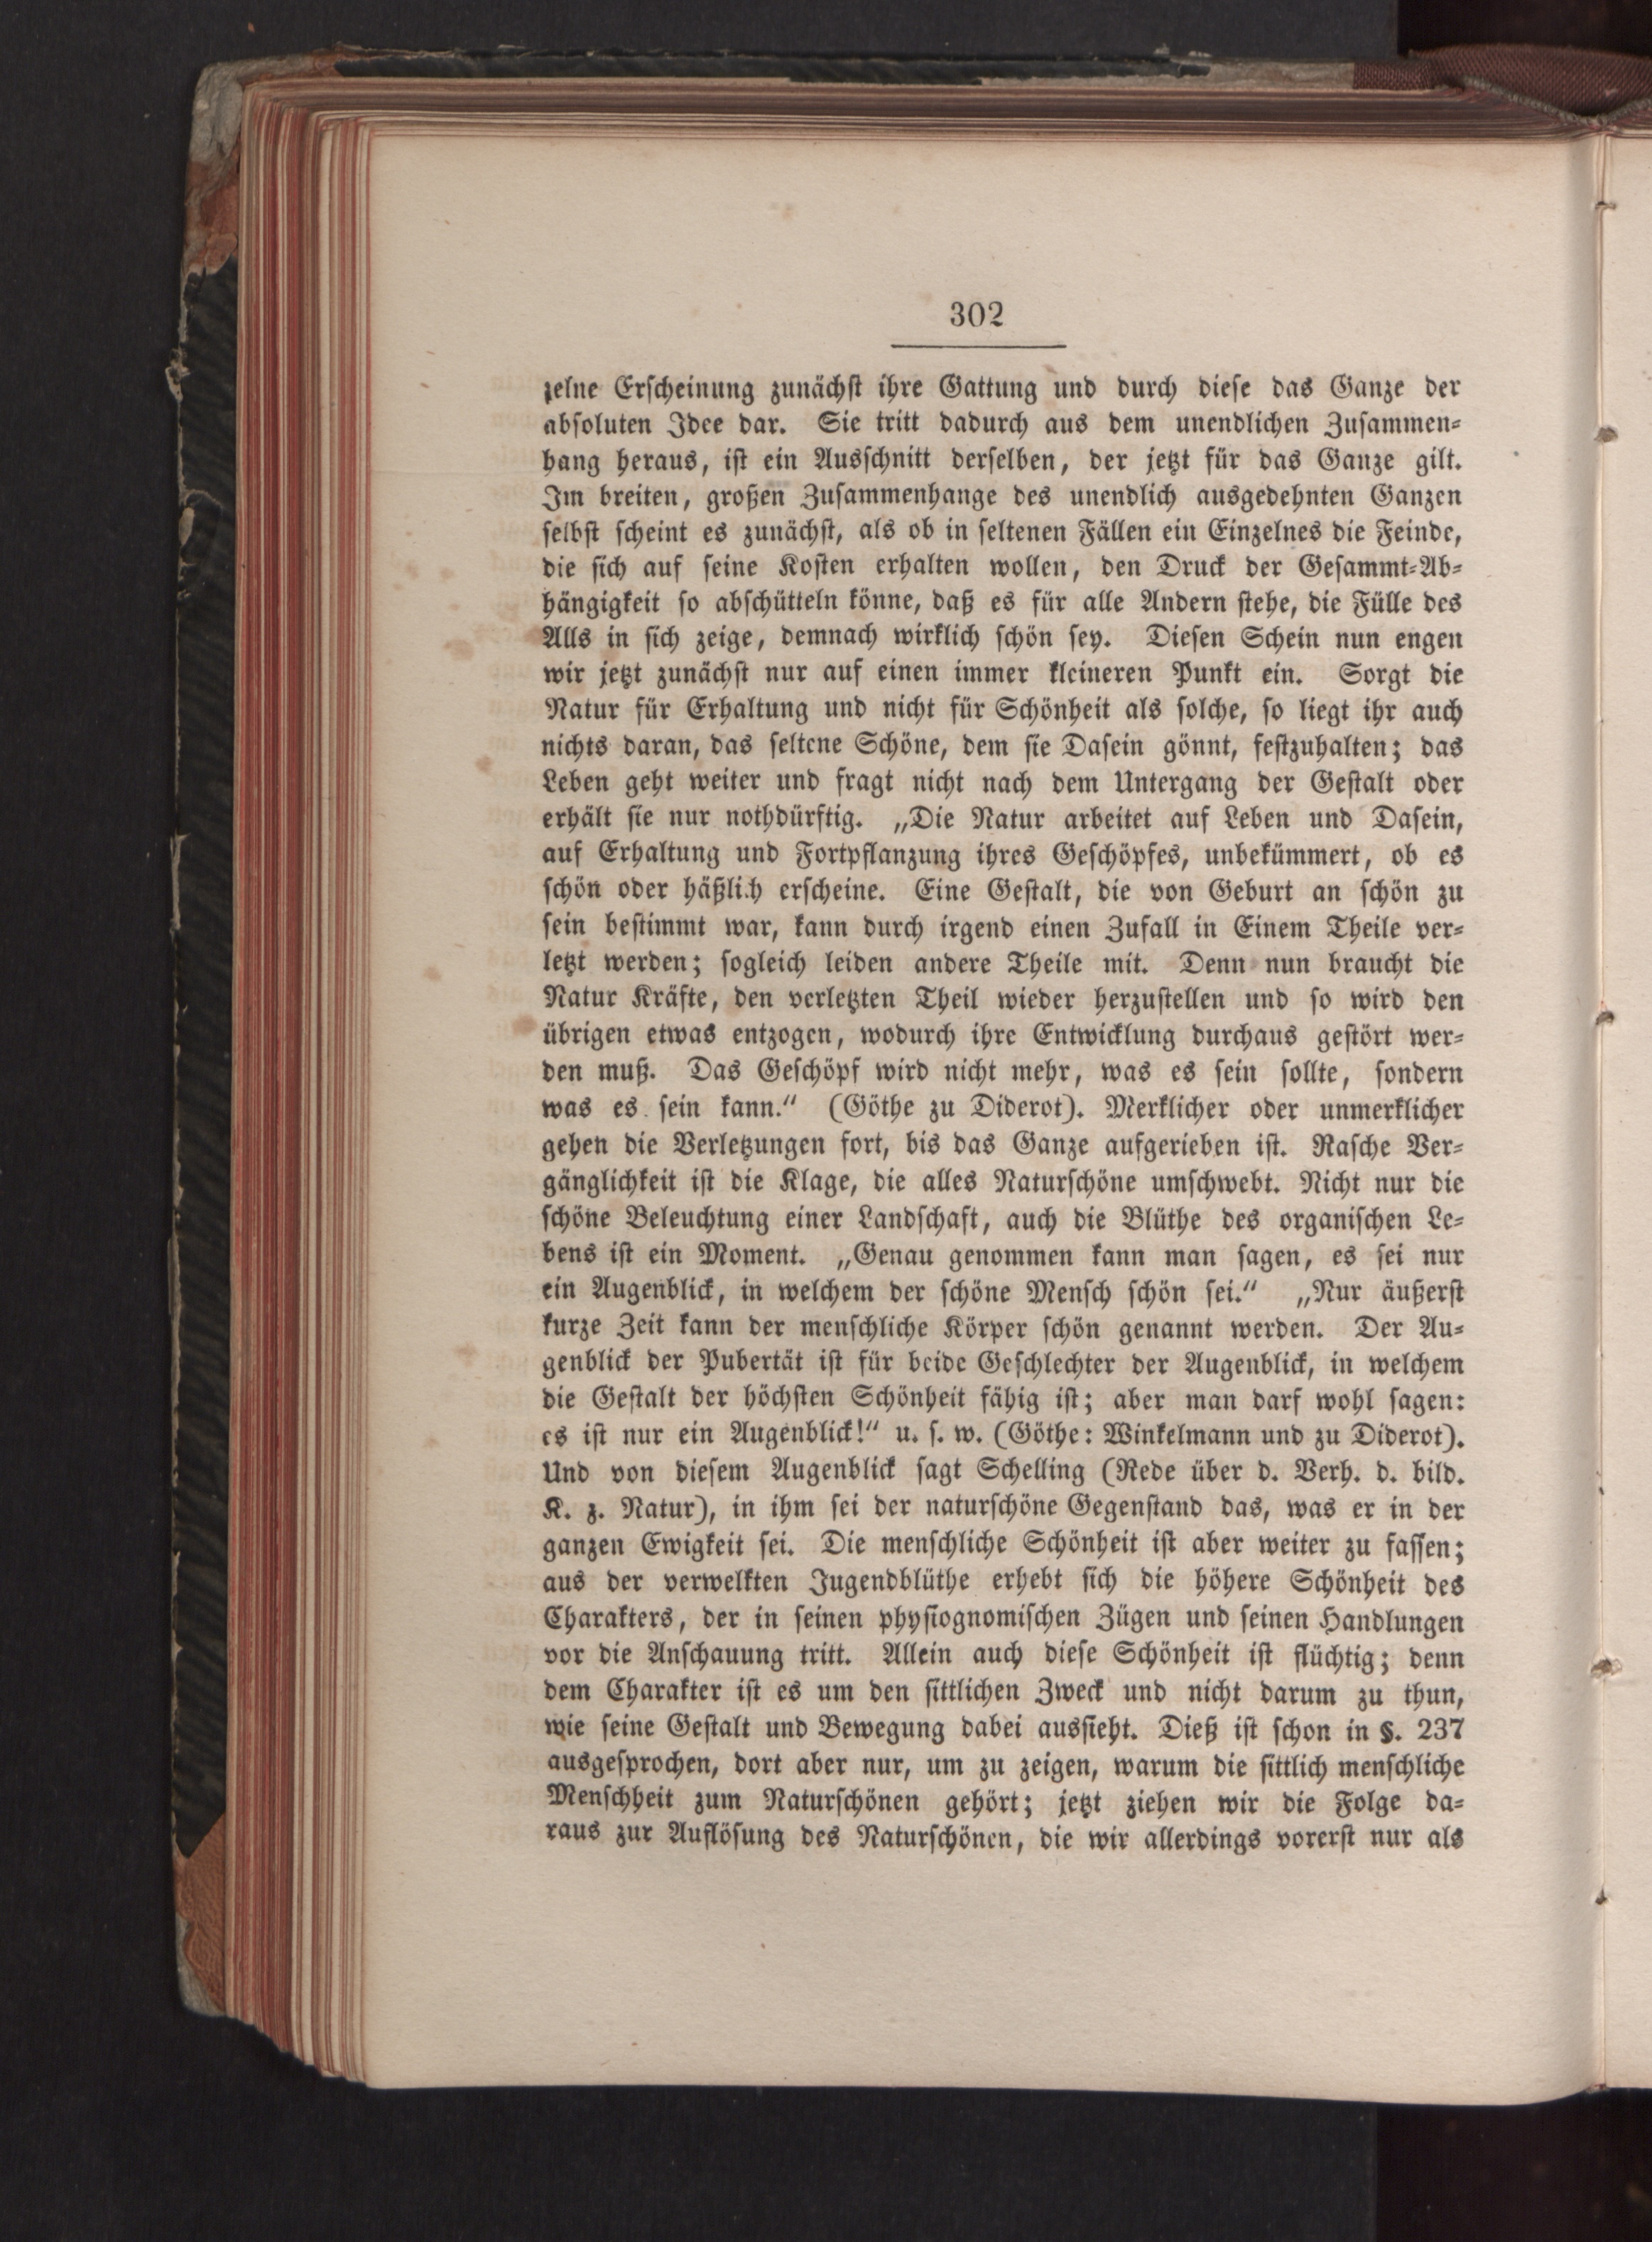 302
zelne Erscheinung zunächst ihre Gattung und durch diese das Ganze der
absoluten Idee dar. Sie tritt dadurch aus dem unendlichen Zusammen-
hang heraus, ist ein Ausschnitt derselben, der jetzt für das Ganze gilt.
Im breiten, großen Zusammenhange des unendlich ausgedehnten Ganzen
selbst scheint es zunächst, als ob in seltenen Fällen ein Einzelnes die Feinde,
die sich auf seine Kosten erhalten wollen, den Druck der Gesammt-Ab-
hängigkeit so abschütteln könne, daß es für alle Andern stehe, die Fülle des
Alls in sich zeige, demnach wirklich schön sey. Diesen Schein nun engen
wir jetzt zunächst nur auf einen immer kleineren Punkt ein. Sorgt die
Natur für Erhaltung und nicht für Schönheit als solche, so liegt ihr auch
nichts daran, das seltene Schöne, dem sie Dasein gönnt, festzuhalten; das
Leben geht weiter und fragt nicht nach dem Untergang der Gestalt oder
erhält sie nur nothdürftig. „Die Natur arbeitet auf Leben und Dasein,
auf Erhaltung und Fortpflanzung ihres Geschöpfes, unbekümmert, ob es
schön oder häßlich erscheine. Eine Gestalt, die von Geburt an schön zu
sein bestimmt war, kann durch irgend einen Zufall in Einem Theile ver-
letzt werden; sogleich leiden andere Theile mit. Denn nun braucht die
Natur Kräfte, den verletzten Theil wieder herzustellen und so wird den
übrigen etwas entzogen, wodurch ihre Entwicklung durchaus gestört wer-
den muß. Das Geschöpf wird nicht mehr, was es sein sollte, sondern
was es sein kann.“ (Göthe zu Diderot). Merklicher oder unmerklicher
gehen die Verletzungen fort, bis das Ganze aufgerieben ist. Rasche Ver-
gänglichkeit ist die Klage, die alles Naturschöne umschwebt. Nicht nur die
schöne Beleuchtung einer Landschaft, auch die Blüthe des organischen Le-
bens ist ein Moment. „Genau genommen kann man sagen, es sei nur
ein Augenblick, in welchem der schöne Mensch schön sei.“ „Nur äußerst
kurze Zeit kann der menschliche Körper schön genannt werden. Der Au-
genblick der Pubertät ist für beide Geschlechter der Augenblick, in welchem
die Gestalt der höchsten Schönheit fähig ist; aber man darf wohl sagen:
es ist nur ein Augenblick!“ u. s. w. (Göthe: Winkelmann und zu Diderot).
Und von diesem Augenblick sagt Schelling (Rede über d. Verh. d. bild.
K. z. Natur), in ihm sei der naturschöne Gegenstand das, was er in der
ganzen Ewigkeit sei. Die menschliche Schönheit ist aber weiter zu fassen;
aus der verwelkten Jugendblüthe erhebt sich die höhere Schönheit des
Charakters, der in seinen physiognomischen Zügen und seinen Handlungen
vor die Anschauung tritt. Allein auch diese Schönheit ist flüchtig; denn
dem Charakter ist es um den sittlichen Zweck und nicht darum zu thun,
wie seine Gestalt und Bewegung dabei aussieht. Dieß ist schon in §. 237
ausgesprochen, dort aber nur, um zu zeigen, warum die sittlich menschliche
Menschheit zum Naturschönen gehört; jetzt ziehen wir die Folge da-
raus zur Auflösung des Naturschönen, die wir allerdings vorerst nur als